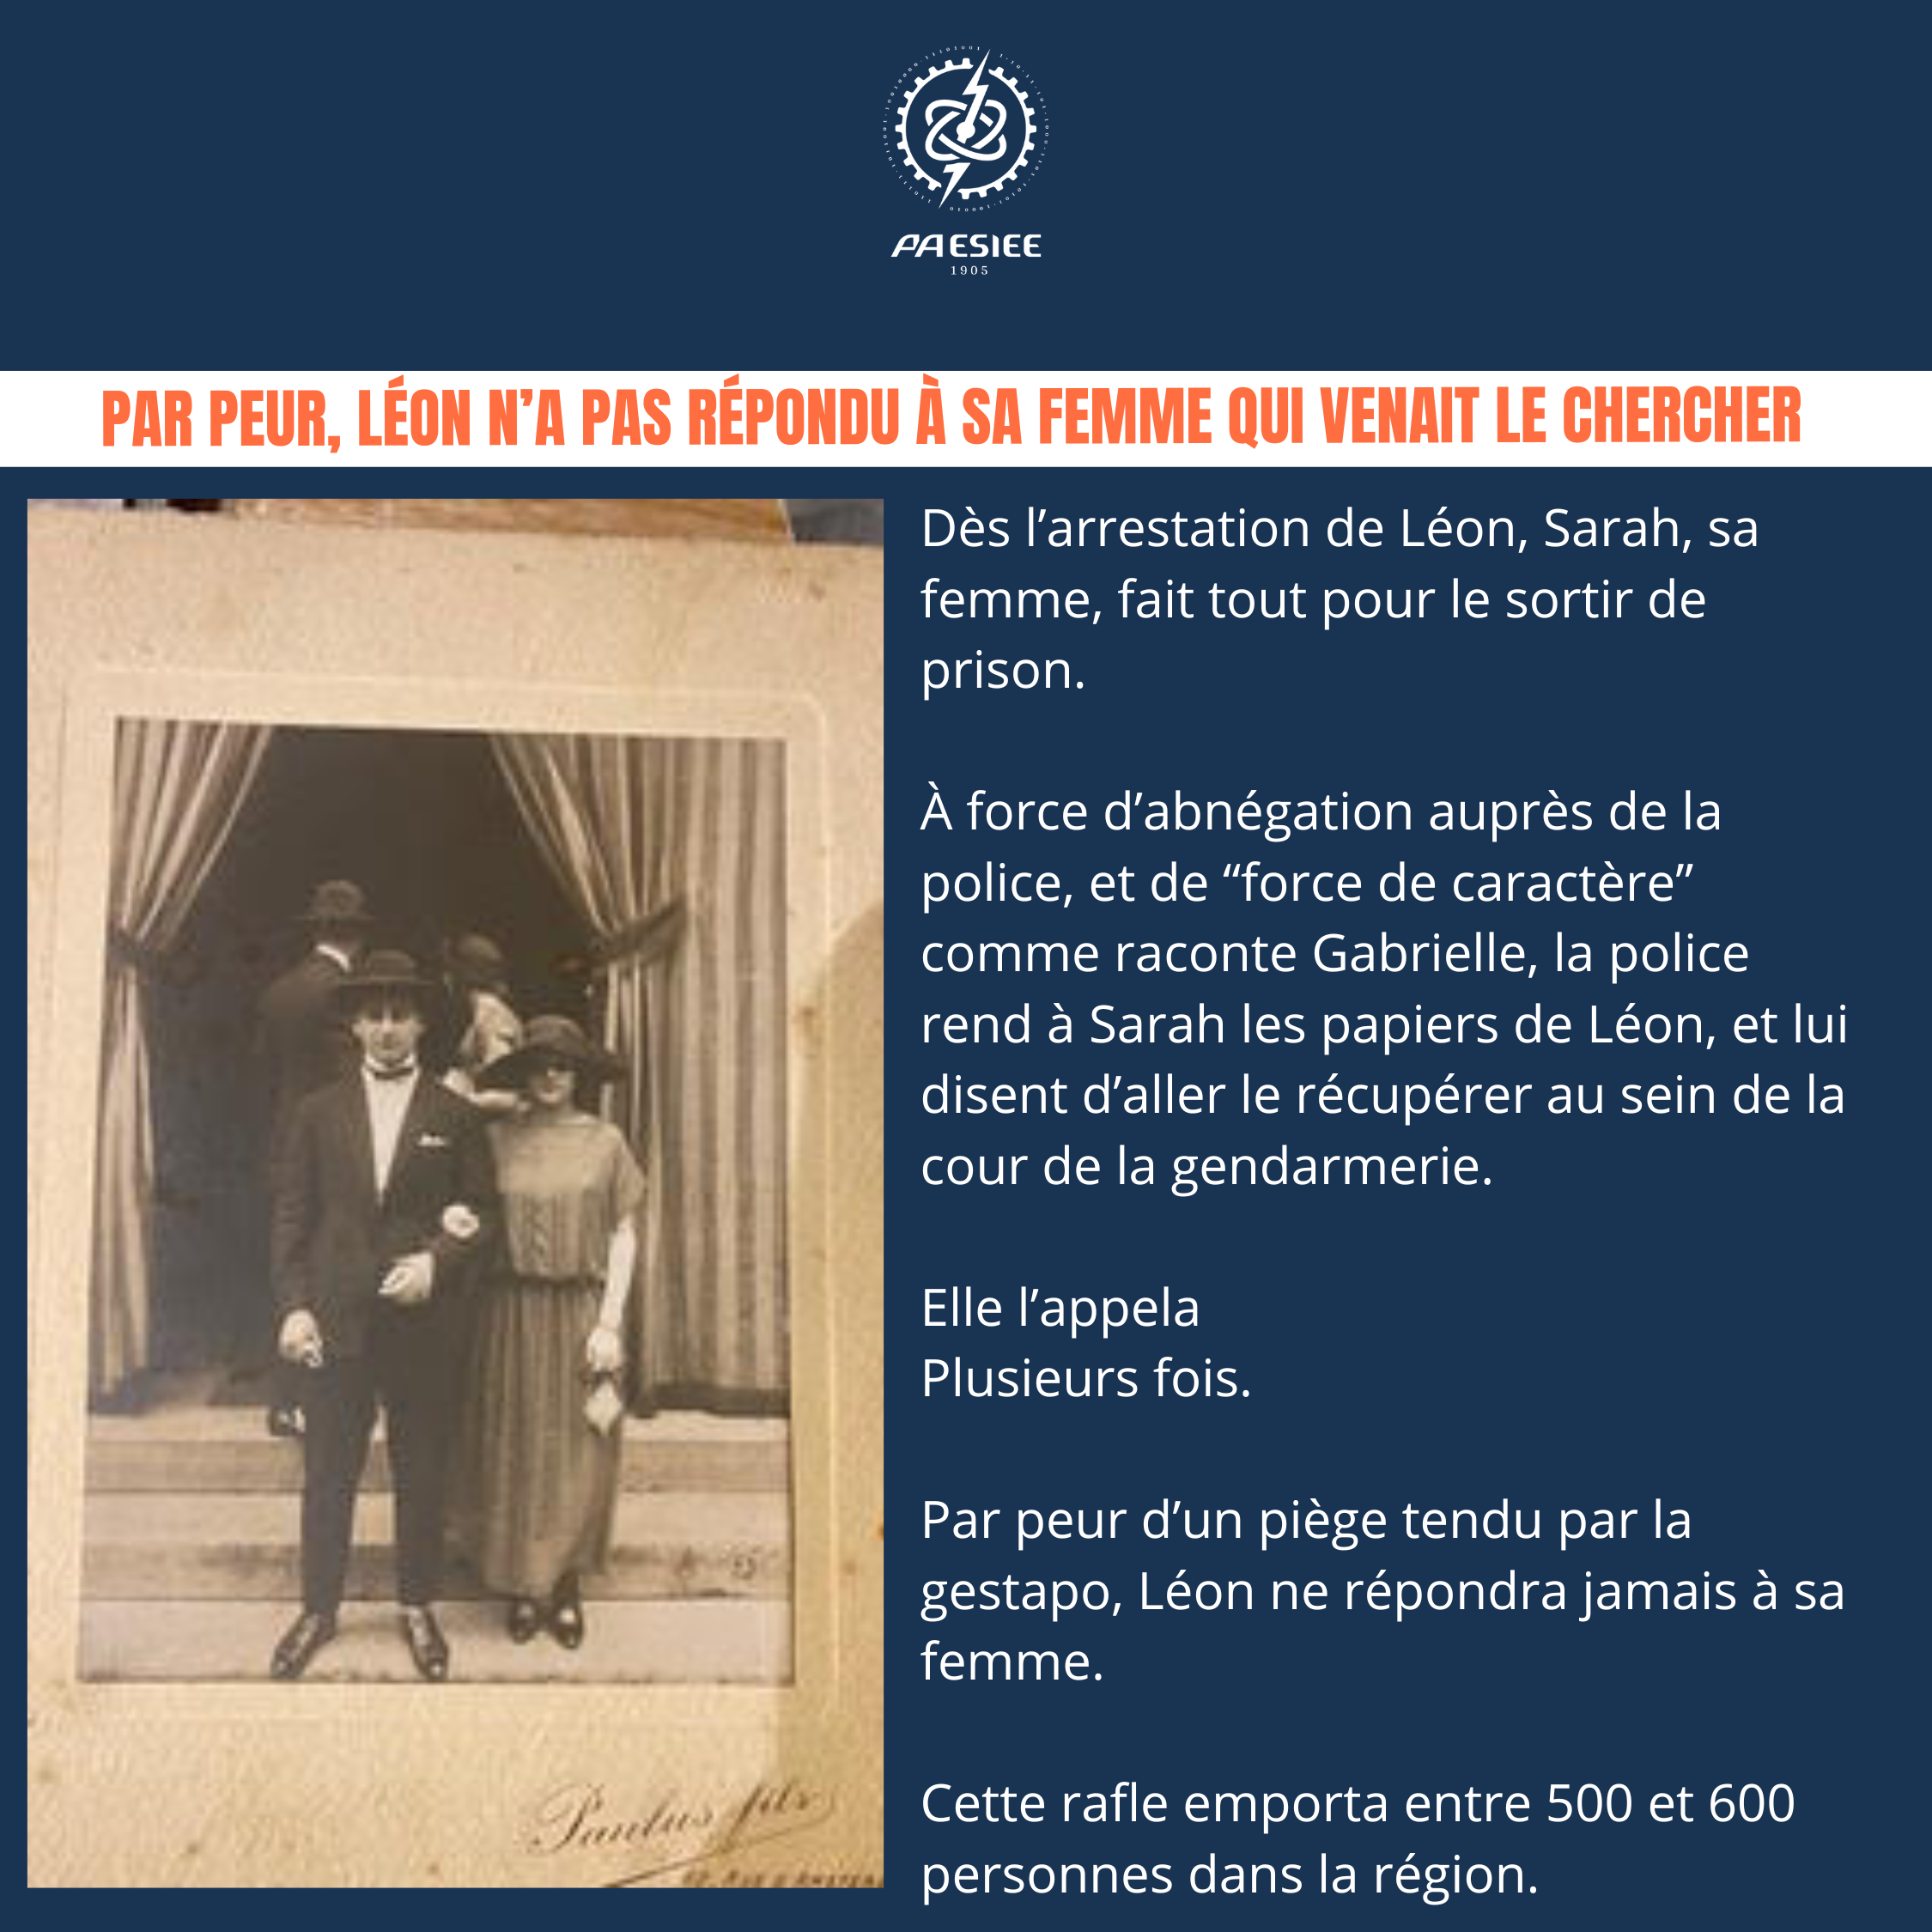 AAESIEE
1905
PAR PEUR, LÉON N’A PAS RÉPONDU À SA FEMME QUI VENAIT LE CHERCHER
Dès l’arrestation de Léon, Sarah, sa
femme, fait tout pour le sortir de
prison.
À force d’abnégation auprès de la
police, et de “force de caractère”
comme raconte Gabrielle, la police
rend à Sarah les papiers de Léon, et lui
disent d’aller le récupérer au sein de la
cour de la gendarmerie.
Elle l’appela
Plusieurs fois.
Par peur d’un piège tendu par la
gestapo, Léon ne répondra jamais à sa
femme.
Cette rafle emporta entre 500 et 600
personnes dans la région.
fils